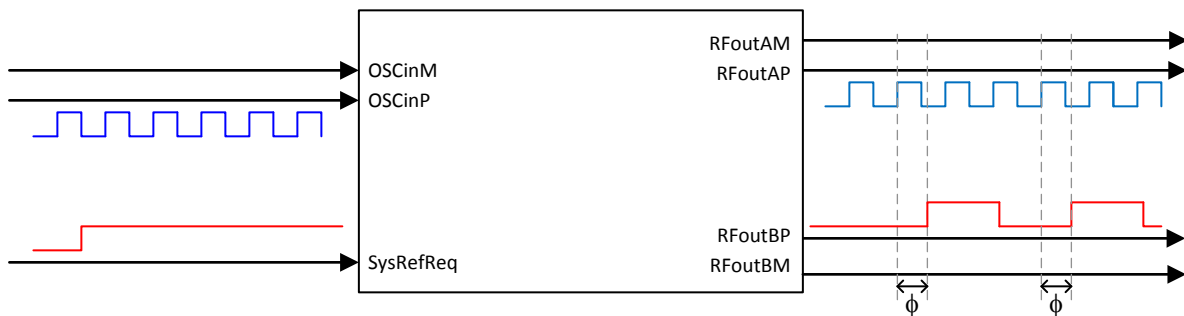 RFoutAM
OSCinM
RFoutAP
OSCinP
RFoutBP
SysRefReq
RFoutBM
ϕ ϕ